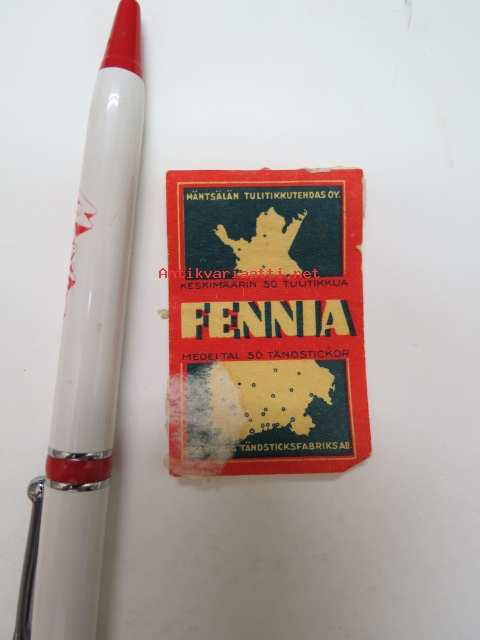 MÄNTSÄLÄN TULITIKKUTEHDAS OY.
Antikvariaatti.net
KESKIMÄÄRIN 50 TULITIKKUA
FENNIA
MEDELTAL 50 TÄNDSTICKOR
TÄNDSTICKSFABRIKS AB